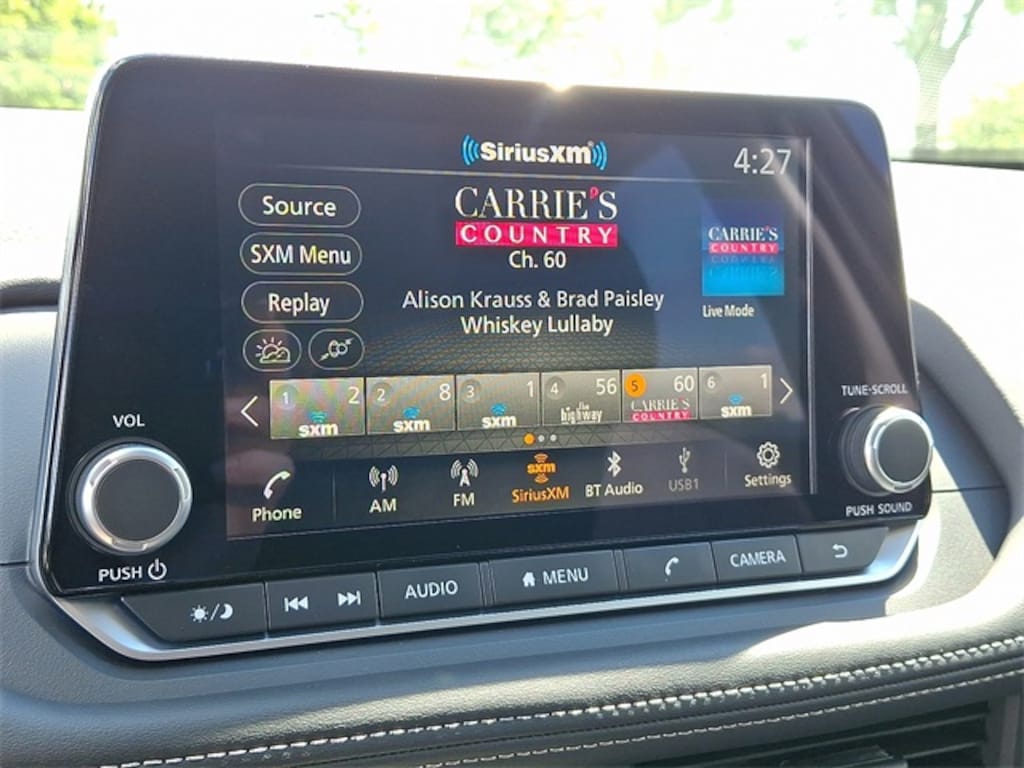 SiriusXM
4:27
Source
SXM Menu
Replay
CARRIE'S
COUNTRY
Ch. 60
Alison Krauss & Brad Paisley
Whiskey Lullaby
CARRIE'S
COUNTRY
Live Mode
1 2
sxm
2 8
sxm
3 1
sxm
4 56
the
highway
5 60
CARRIE'S
COUNTRY
6 1
sxm
Phone
AM
FM
sxm
SiriusXM
BT Audio
USB1
Settings
VOL
PUSH
TUNE·SCROLL
PUSH SOUND
AUDIO
MENU
CAMERA